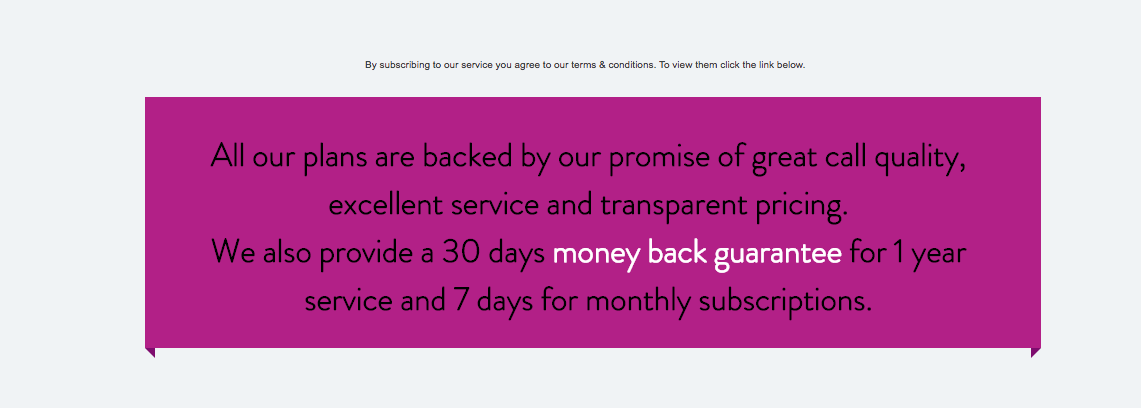 By subscribing to our service you agree to our terms & conditions. To view them click the link below.
All our plans are backed by our promise of great call quality,
excellent service and transparent pricing.
We also provide a 30 days money back guarantee for 1 year
service and 7 days for monthly subscriptions.